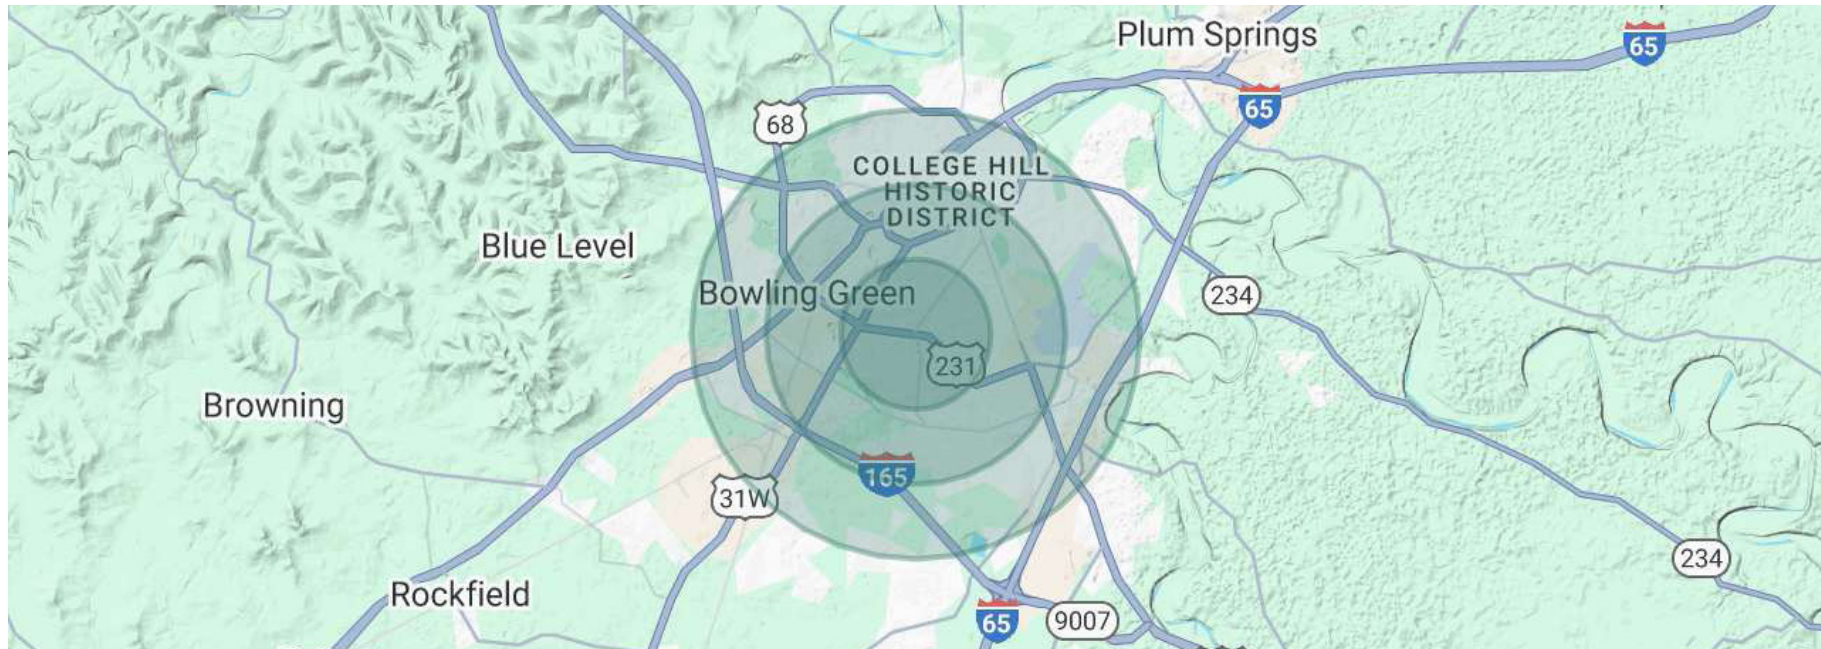 Plum Springs
65
65
68
COLLEGE HILL
HISTORIC
DISTRICT
Blue Level
Bowling Green
234
231
Browning
165
31W
234
Rockfield
65
9007